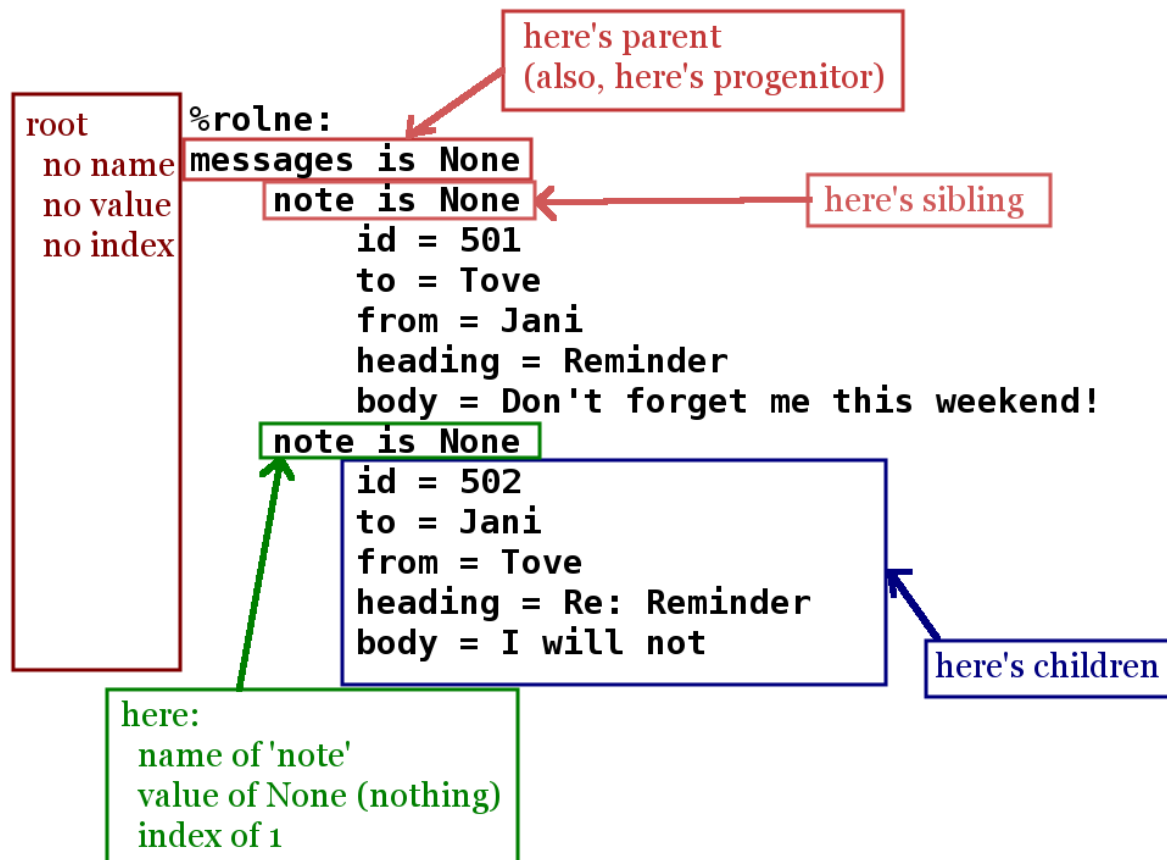 here's parent
(also, here's progenitor)
root
no name
no value
no index
%rolne:
messages is None
note is None
here's sibling
id = 501
to = Tove
from = Jani
heading = Reminder
body = Don't forget me this weekend!
note is None
id = 502
to = Jani
from = Tove
heading = Re: Reminder
body = I will not
here's children
here:
name of 'note'
value of None (nothing)
index of 1